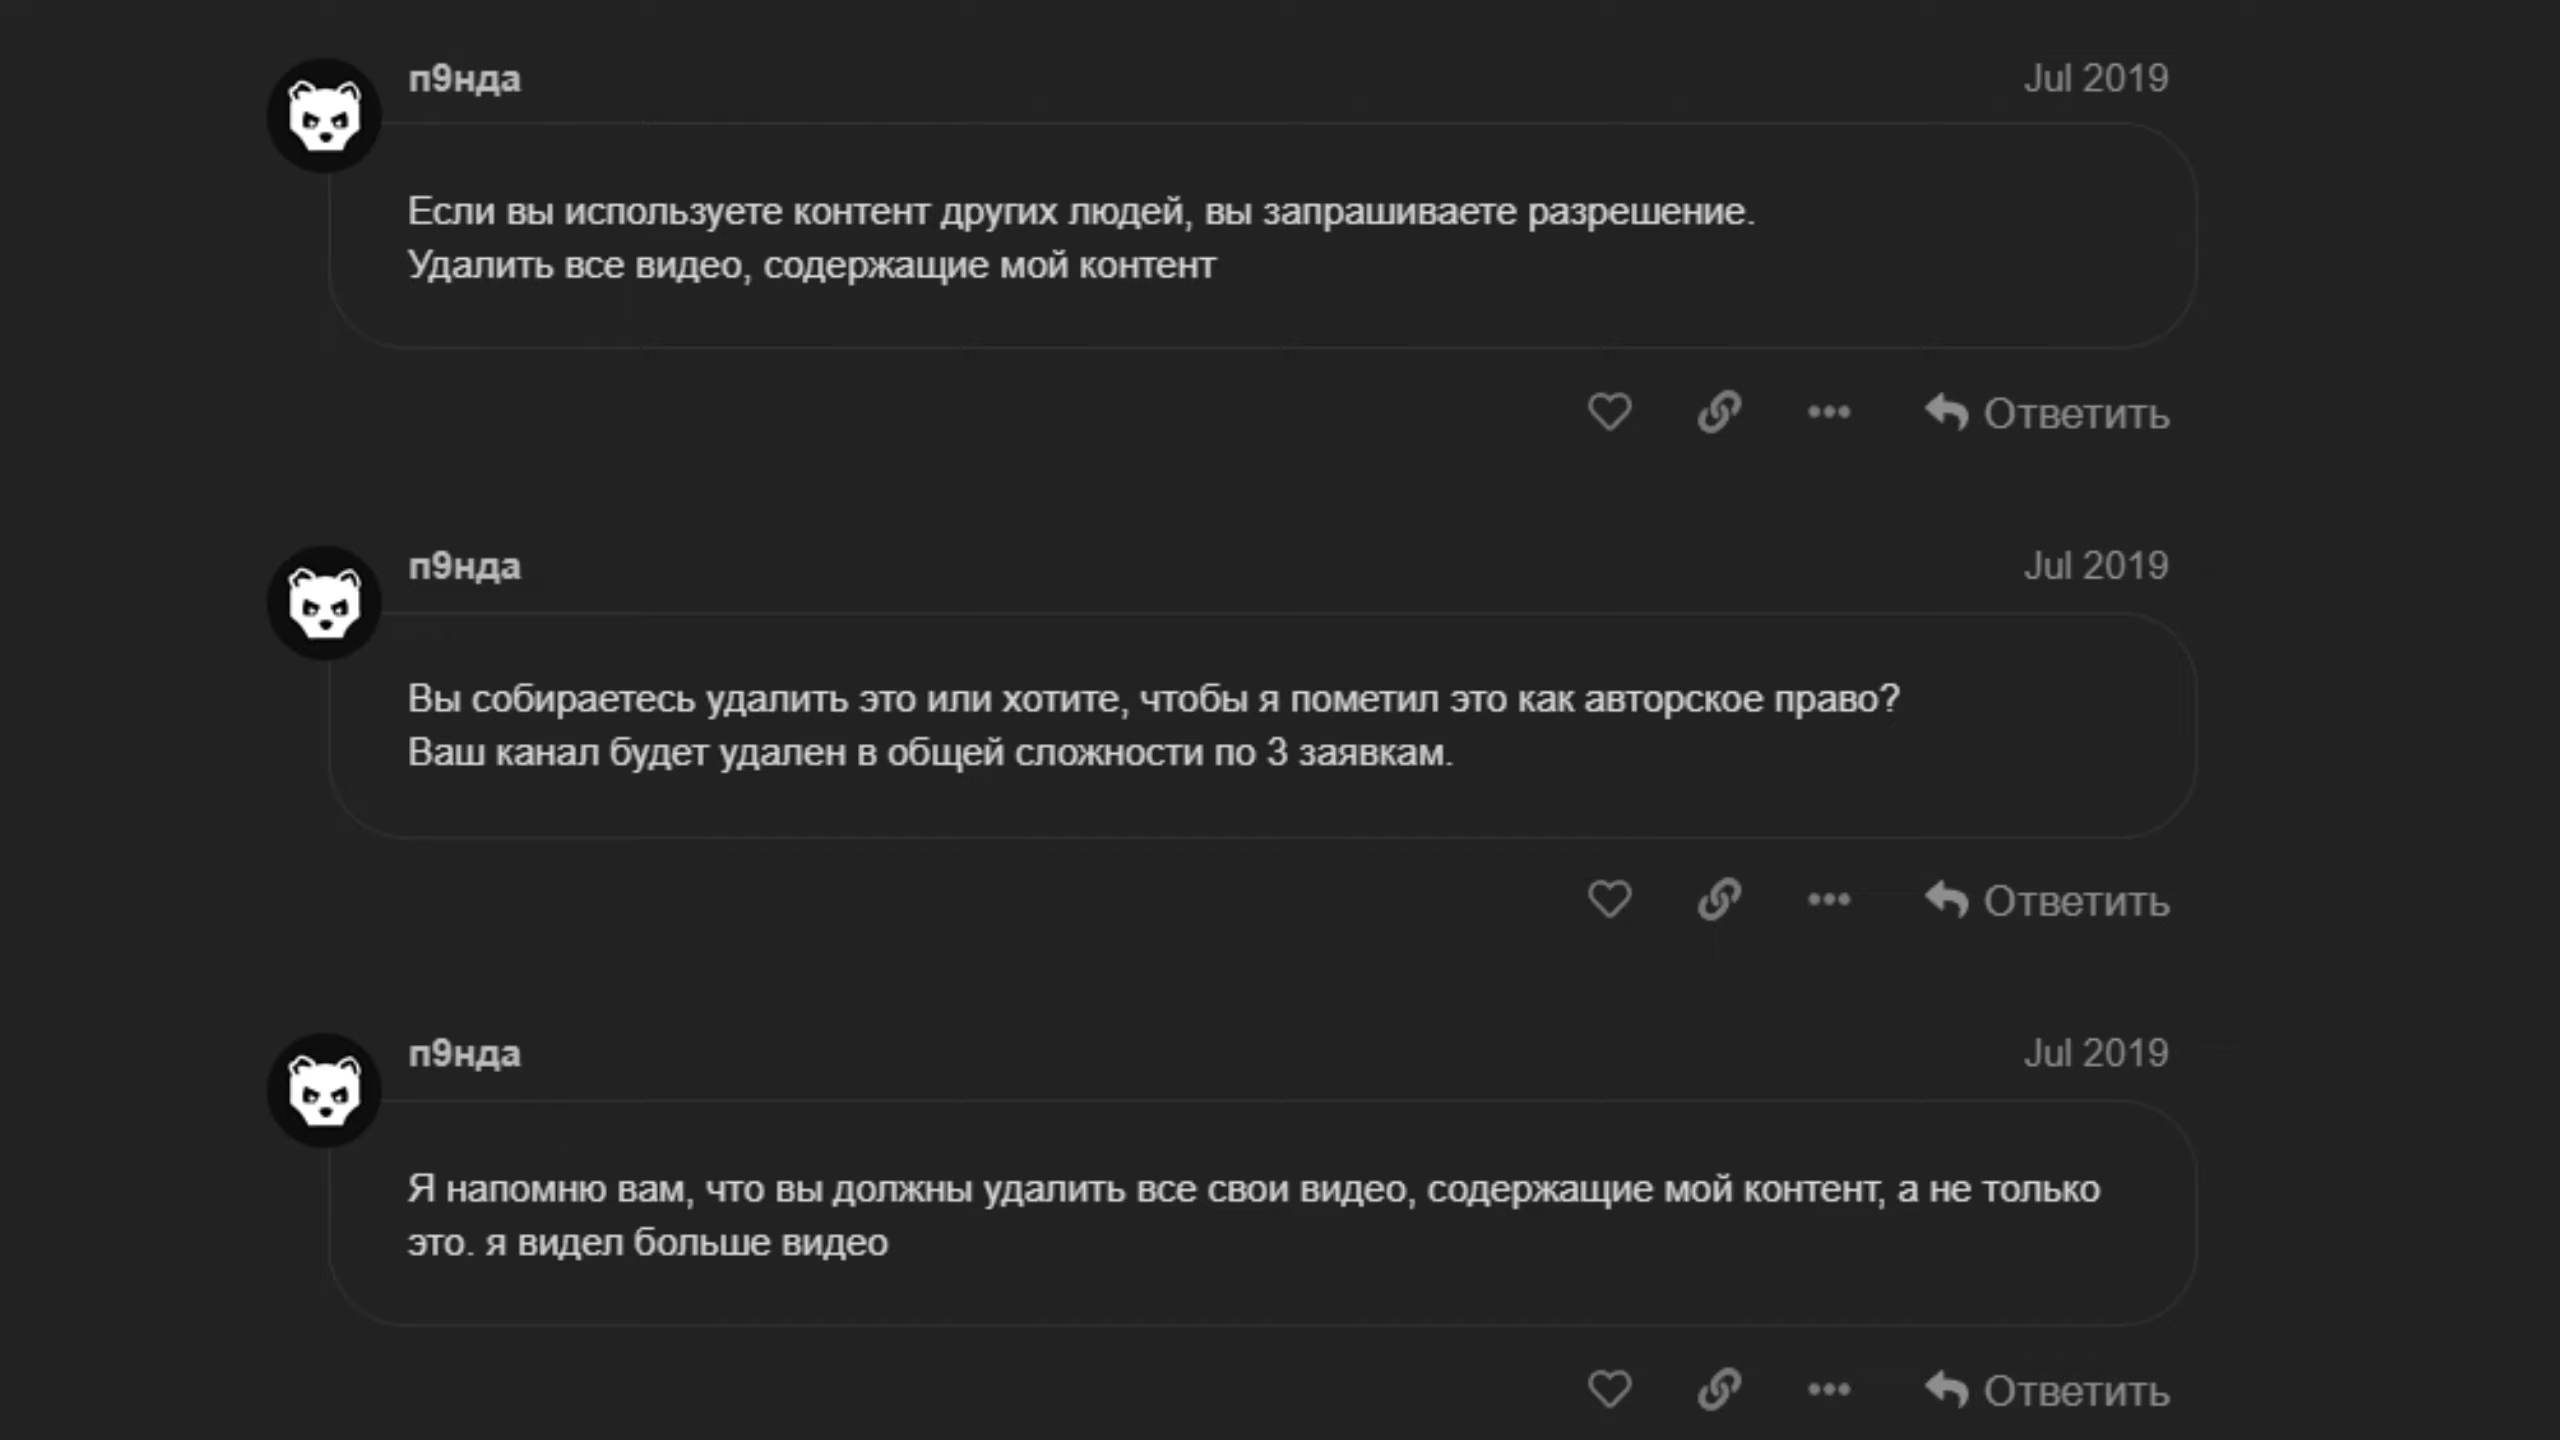 п9нда
Jul 2019
Если вы используете контент других людей, вы запрашиваете разрешение.
Удалить все видео, содержащие мой контент
Ответить
п9нда
Jul 2019
Вы собираетесь удалить это или хотите, чтобы я пометил это как авторское право?
Ваш канал будет удален в общей сложности по 3 заявкам.
Ответить
п9нда
Jul 2019
Я напомню вам, что вы должны удалить все свои видео, содержащие мой контент, а не только
это. я видел больше видео
Ответить